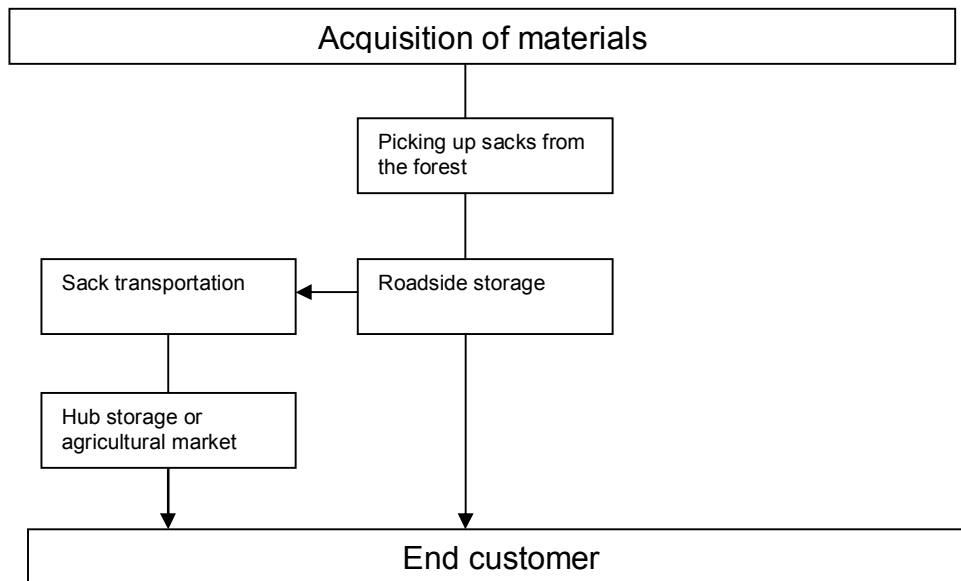 Acquisition of materials
Picking up sacks from
the forest
Sack transportation
Roadside storage
Hub storage or
agricultural market
End customer